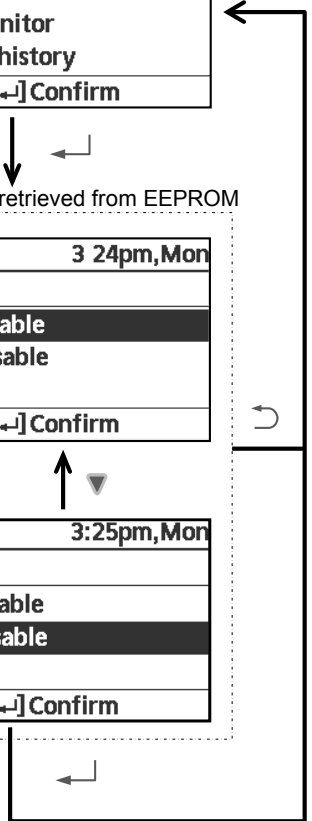 nitor
history
↵]Confirm
retrieved from EEPROM
3 24pm,Mon
able
sable
↵]Confirm
3:25pm,Mon
able
sable
↵]Confirm